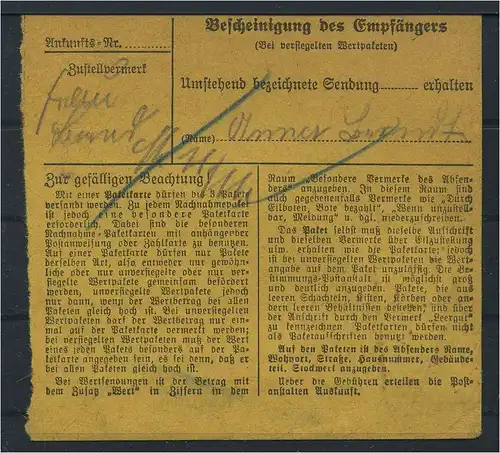 Bescheinigung des Empfängers
Ankunfts-Nr.
(Bei versiegelten Wertpaketen)
Zustellvermerk
Umstehend bezeichnete Sendung erhalten
(Name)
Zur gefälligen Beachtung!
Mit einer Paketkarte dürfen bis 3 Pakete
versandt werden. Zu jedem Nachnahmepaket
ist jedoch eine besondere Paketkarte
erforderlich. Dabei sind die besonderen
Nachnahme-Paketkarten mit anhängender
Postanweisung oder Zahlkarte zu benutzen.
Auf einer Paketkarte dürfen nur Pakete
derselben Art, also entweder nur gewöhn-
liche oder nur unversiegelte oder nur ver-
siegelte Pakete gemeinsam befördert
werden, unversiegelte Wertpakete jedoch
nur dann, wenn der Wertbetrag bei allen
Paketen gleich hoch ist. Bei unversiegelten
Wertpaketen darf der Wertbetrag nur ein-
mal auf der Paketkarte vermerkt werden; bei
versiegelten Wertpaketen muß der Wert
eines jeden Pakets besonders auf der Pa-
ketkarte angegeben sein, es sei denn, daß er
bei allen Paketen gleich hoch ist.
Bei Wertsendungen ist der Betrag mit
dem Zusatz „Wert“ in Ziffern in dem
Raum „Besondere Vermerke des Absen-
ders“ anzugeben. In diesem Raum sind
auch gegebenenfalls Vermerke wie „Durch
Eilboten, Bote bezahlt“, „Wenn unzustell-
bar, Meldung“ u. dgl. niederzuschreiben.
Das Paket selbst muß dieselbe Aufschrift
und dieselben Vermerke über Eilzustellung
usw. erhalten wie die Paketkarte; jedoch
ist bei unversiegelten Wertpaketen die Wert-
angabe auf dem Paket unzulässig. Die Be-
stimmungs-Postanstalt ist möglichst groß
und deutlich anzugeben. Pakete, die aus
leeren Schachteln, Kisten, Körben oder an-
dern leeren Behältnissen bestehen, sind über
der Anschrift durch den Vermerk „Leergut“
zu kennzeichnen. Paketkarten dürfen nicht
als Paketaufschriften benutzt werden.
Auf den Paketen ist des Absenders Name,
Wohnort, Straße, Hausnummer, Gebäude-
teil, Stockwerk anzugeben.
Ueber die Gebühren erteilen die Post-
anstalten Auskunft.